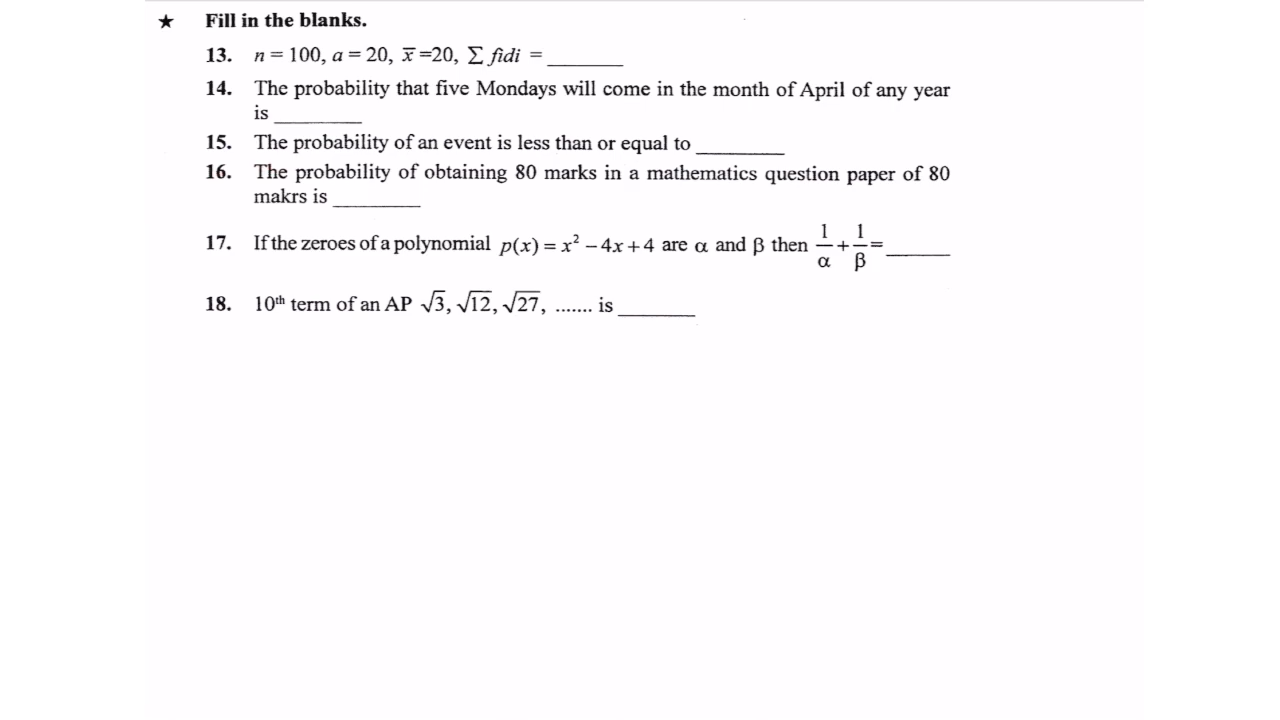 ★ Fill in the blanks.
13. n = 100, a = 20, x̄ =20, ∑ fidi = ________
14. The probability that five Mondays will come in the month of April of any year
is ________
15. The probability of an event is less than or equal to ________
16. The probability of obtaining 80 marks in a mathematics question paper of 80
makrs is ________
17. If the zeroes of a polynomial p(x) = x² – 4x + 4 are α and β then 1/α + 1/β = ________
18. 10th term of an AP √3, √12, √27, ....... is ________